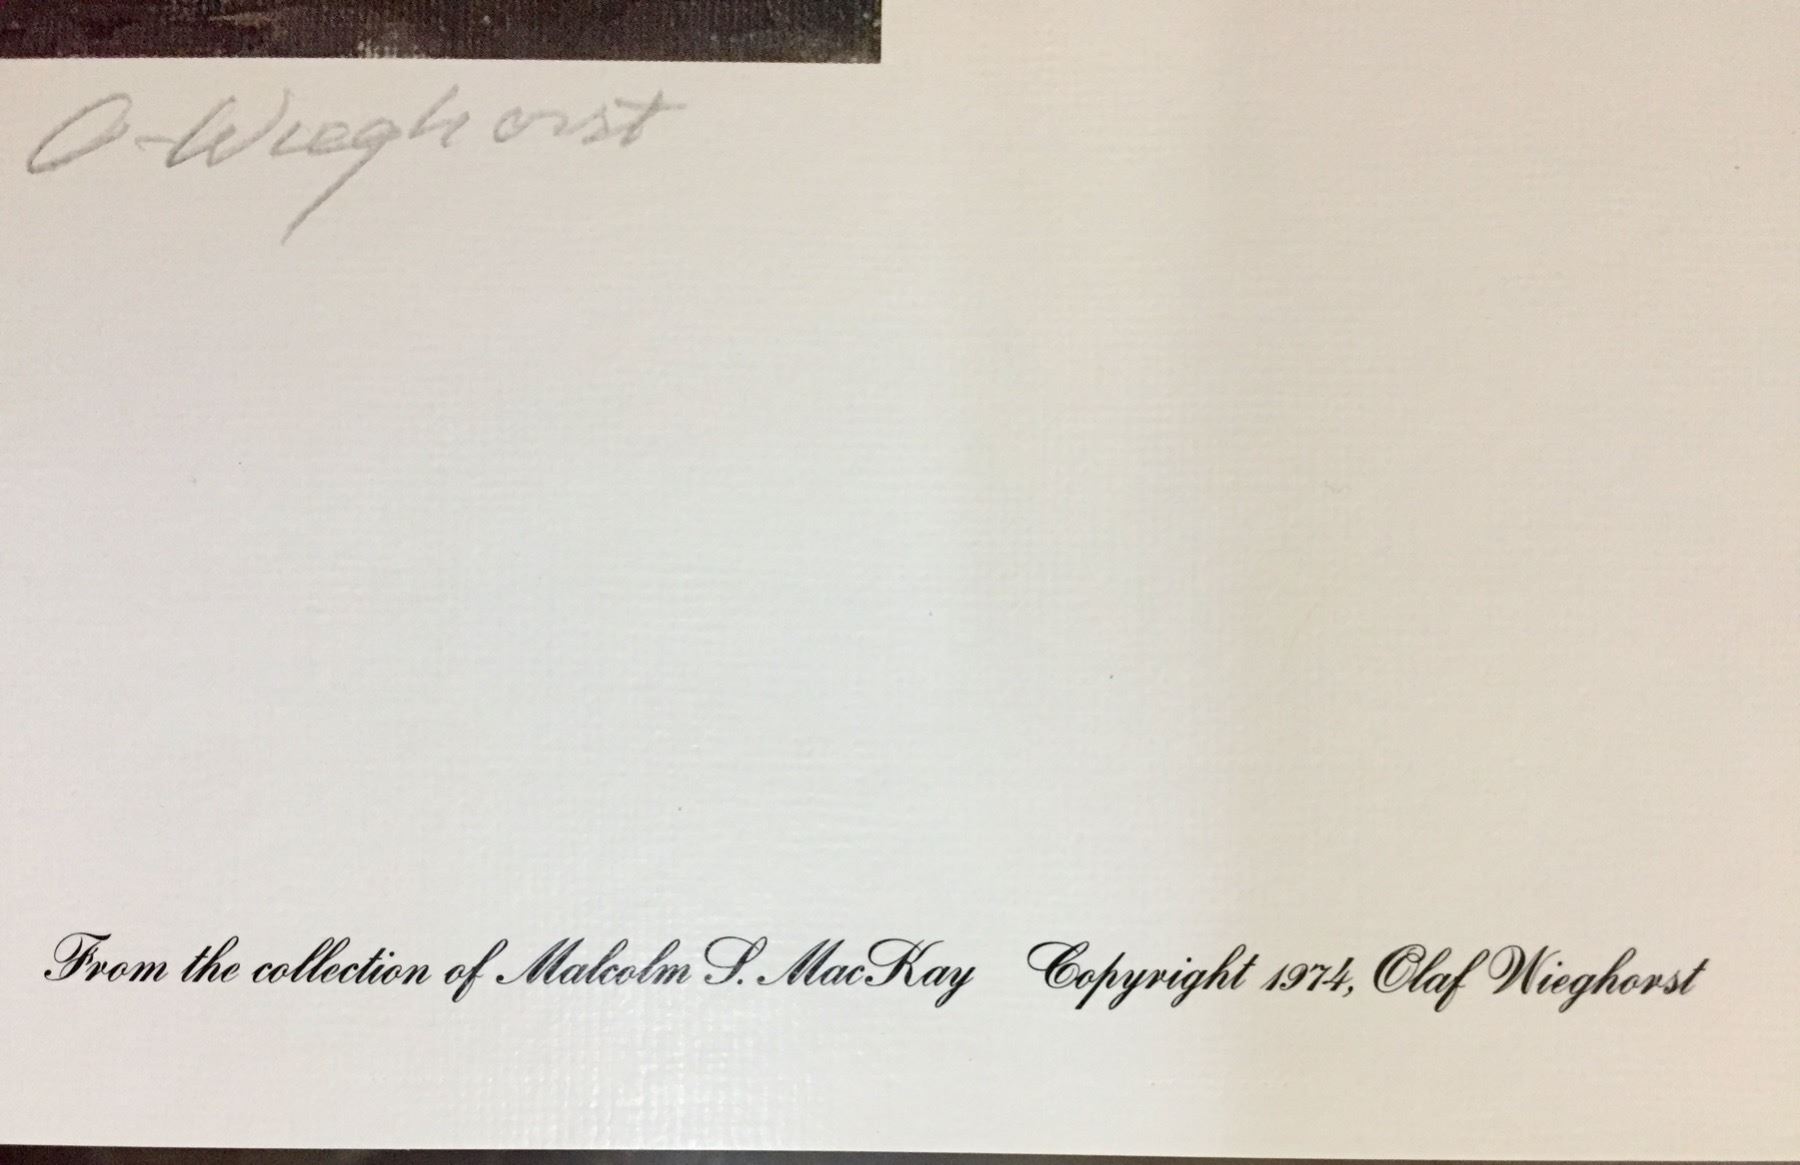 O-Wieghorst
From the collection of Malcolm S. MacKay Copyright 1974, Olaf Wieghorst